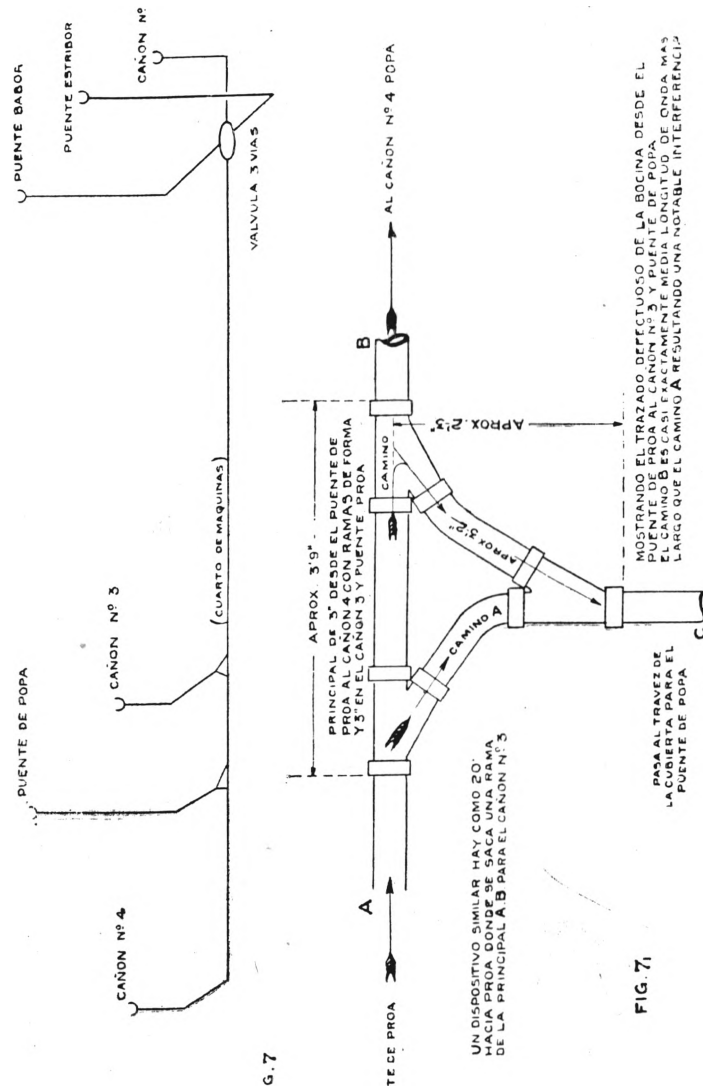 PUENTE BABOR
PUENTE ESTRIBOR
CAÑON Nº
PUENTE DE POPA
CAÑON Nº 3
CAÑON Nº 4
(CUARTO DE MAQUINAS)
VALVULA 3 VIAS
G. 7
APROX. 3'9"
PRINCIPAL DE 3" DESDE EL PUENTE DE
PROA AL CAÑON 4 CON RAMAS DE FORMA
Y 3" EN EL CAÑON 3 Y PUENTE PROA
TE DE PROA
A
CAMINO
B
AL CAÑON Nº 4 POPA
CAMINO A
APROX 3'2"
APROX. 2'3"
C
UN DISPOSITIVO SIMILAR HAY COMO 20'
HACIA PROA DONDE SE SACA UNA RAMA
DE LA PRINCIPAL A.B PARA EL CAÑON Nº 3
PASA AL TRAVEZ DE
LA CUBIERTA PARA EL
PUENTE DE POPA
MOSTRANDO EL TRAZADO DEFECTUOSO DE LA BOCINA DESDE EL
PUENTE DE PROA AL CAÑON Nº 3 Y PUENTE DE POPA
EL CAMINO B ES CASI EXACTAMENTE MEDIA LONGITUD DE ONDA MAS
LARGO QUE EL CAMINO A RESULTANDO UNA NOTABLE INTERFERENCIA
FIG. 7₁